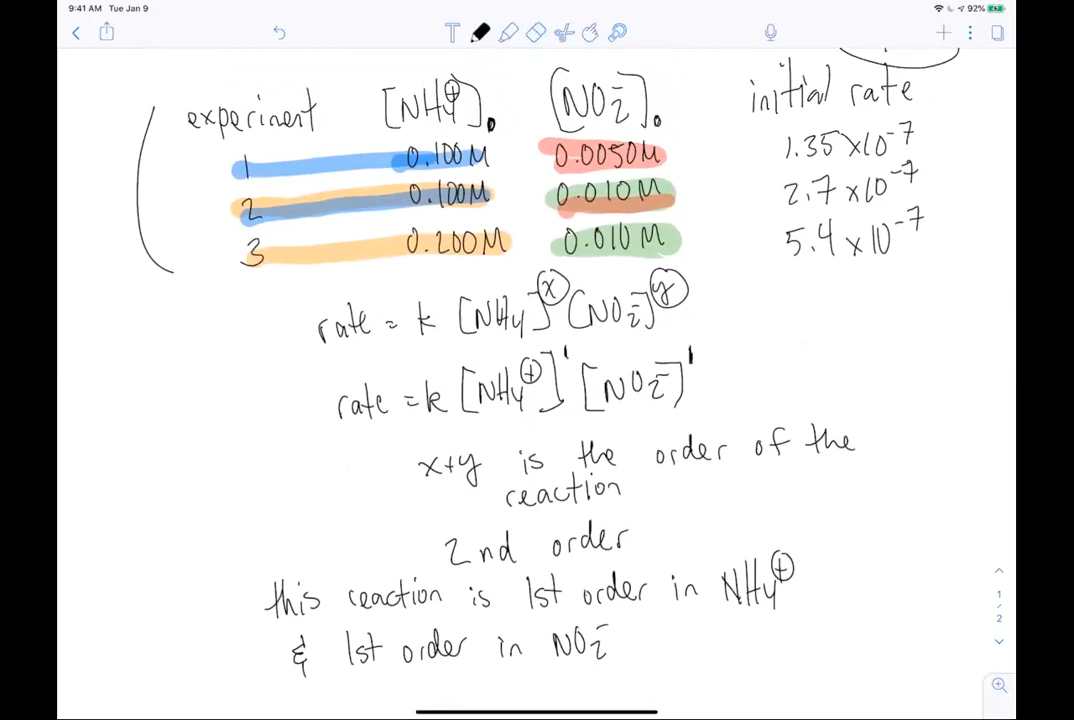 9:41 AM Tue Jan 9
92%
experiment [NH4⊕]₀ [NO2⁻]₀ initial rate
1 0.100M 0.0050M 1.35×10⁻⁷
2 0.100M 0.010M 2.7×10⁻⁷
3 0.200M 0.010M 5.4×10⁻⁷
rate = k [NH4]ˣ [NO2⁻]ʸ
rate = k [NH4⊕]¹ [NO2⁻]¹
x+y is the order of the
reaction
2nd order
this reaction is 1st order in NH4⊕
& 1st order in NO2⁻
1
/
2